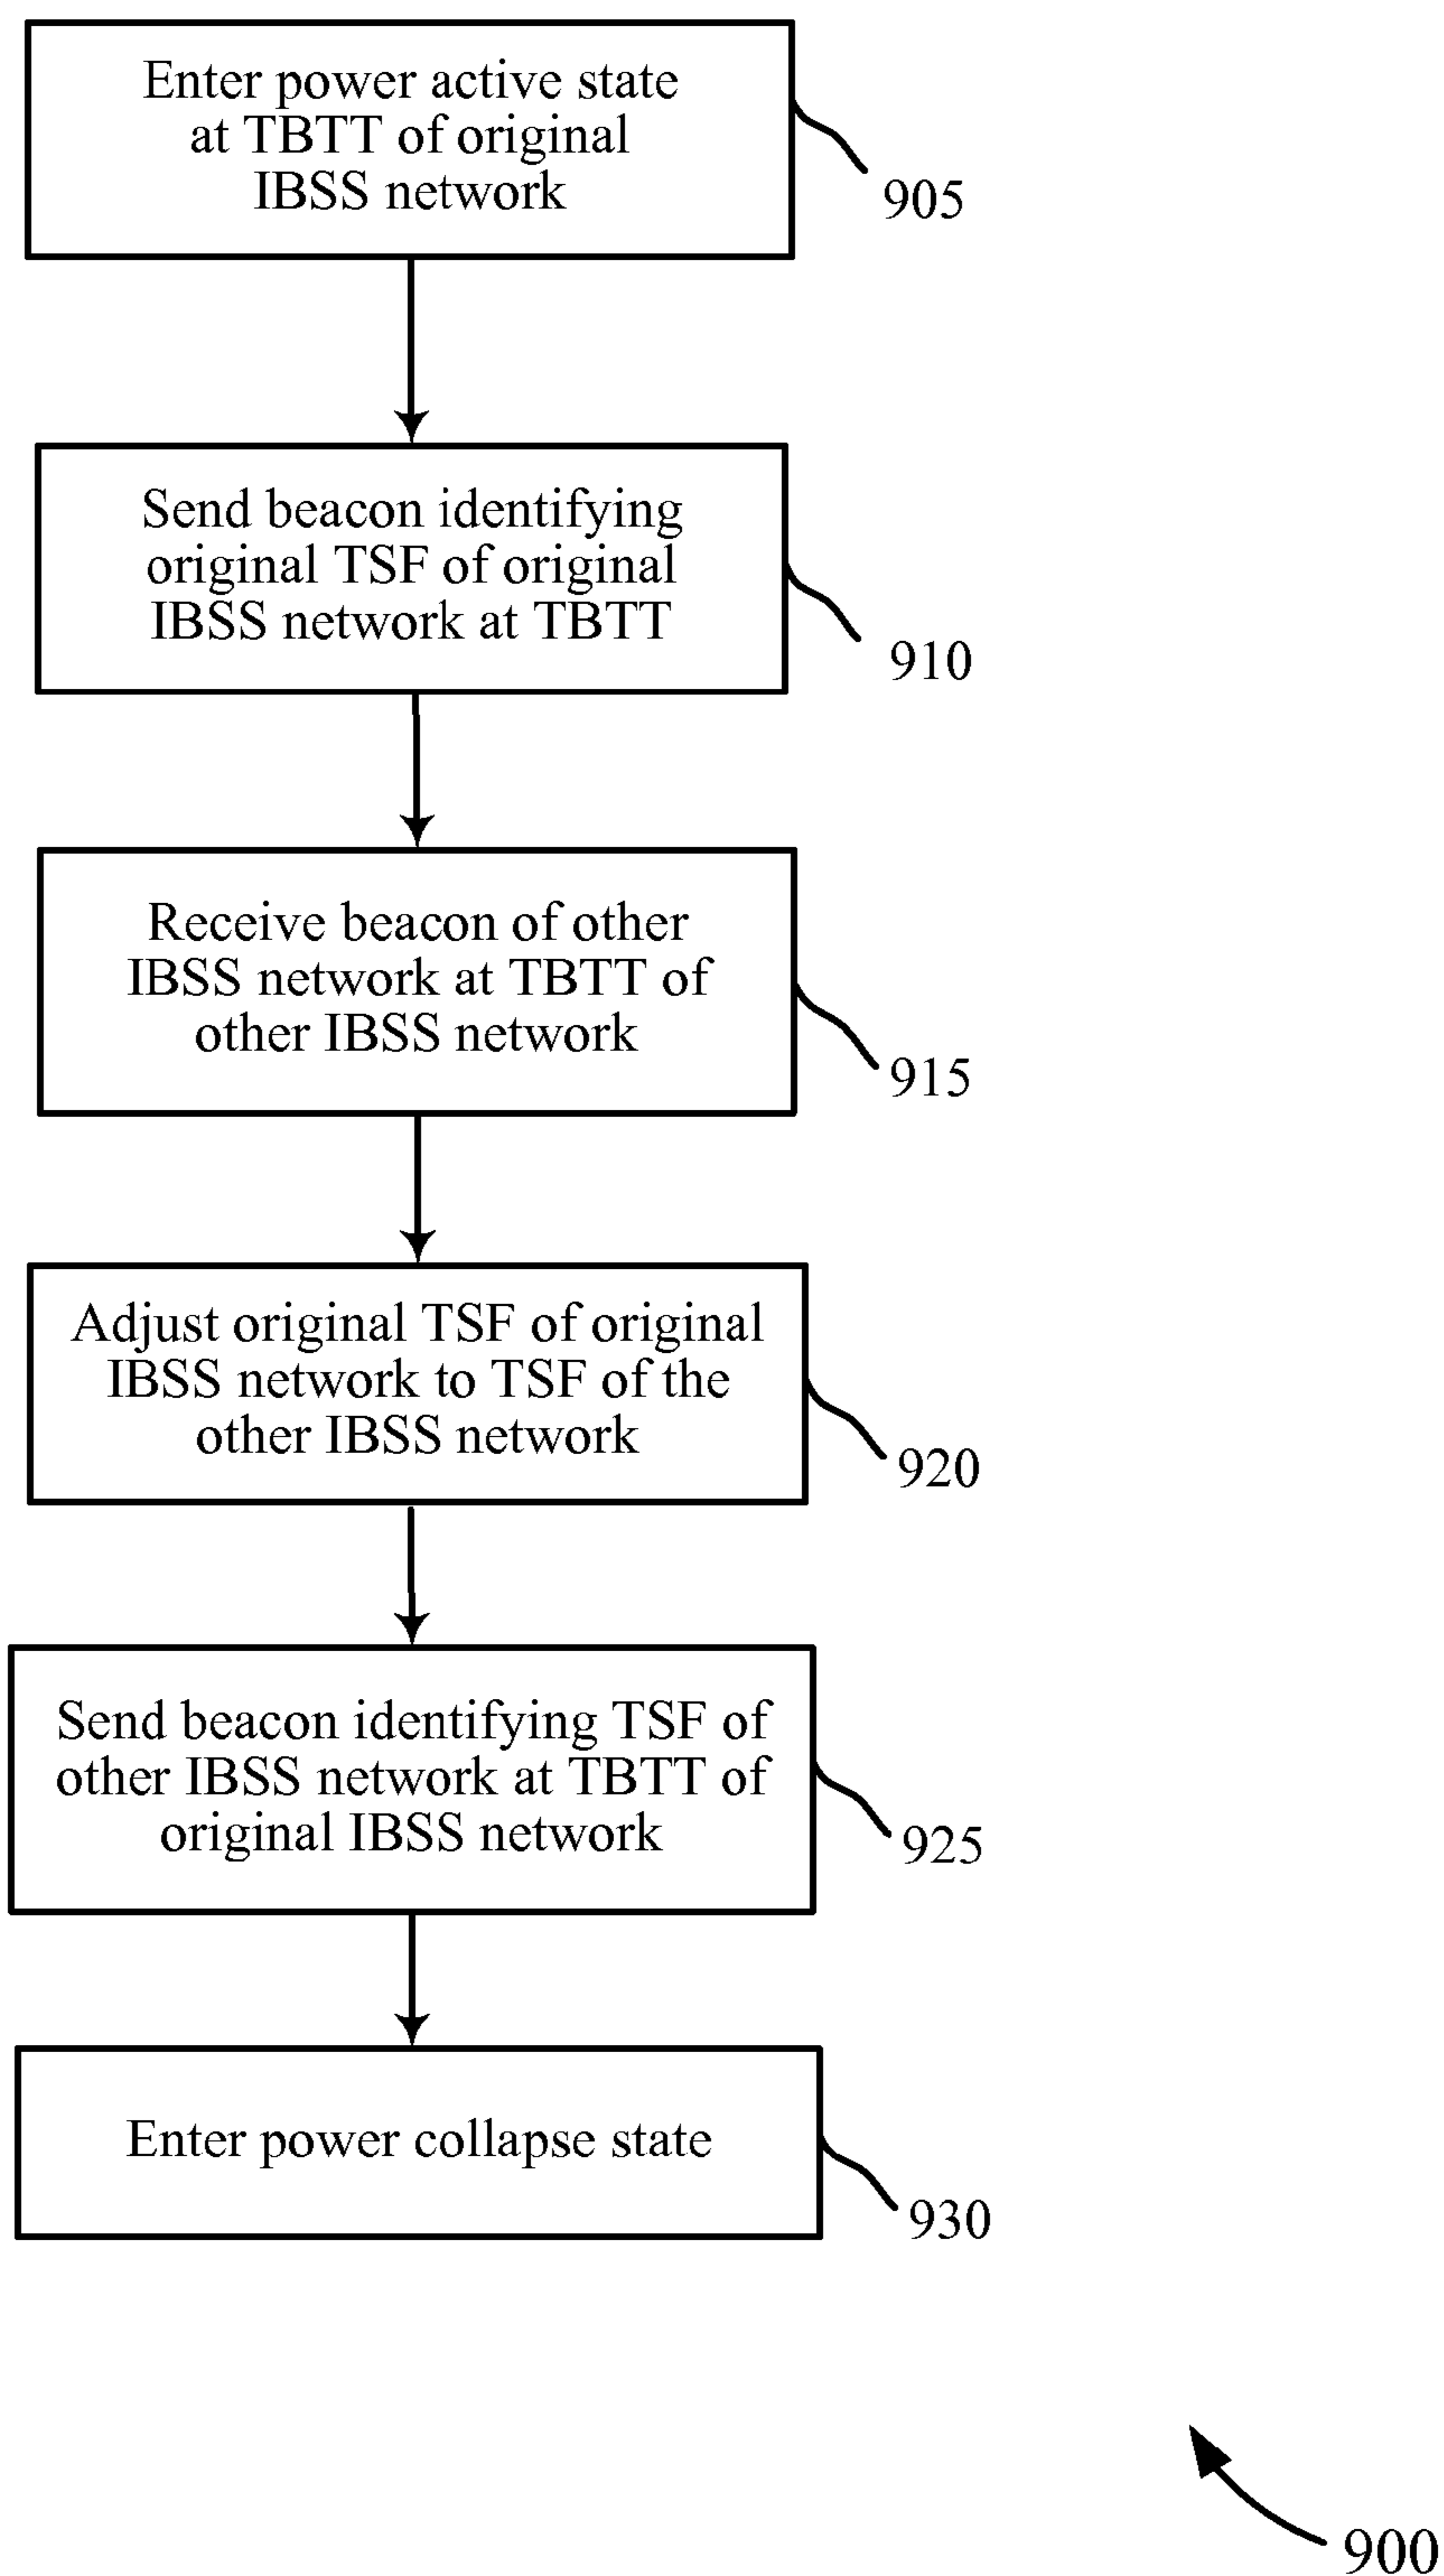 Enter power active state
at TBTT of original
IBSS network
905
Send beacon identifying
original TSF of original
IBSS network at TBTT
910
Receive beacon of other
IBSS network at TBTT of
other IBSS network
915
Adjust original TSF of original
IBSS network to TSF of the
other IBSS network
920
Send beacon identifying TSF of
other IBSS network at TBTT of
original IBSS network
925
Enter power collapse state
930
900